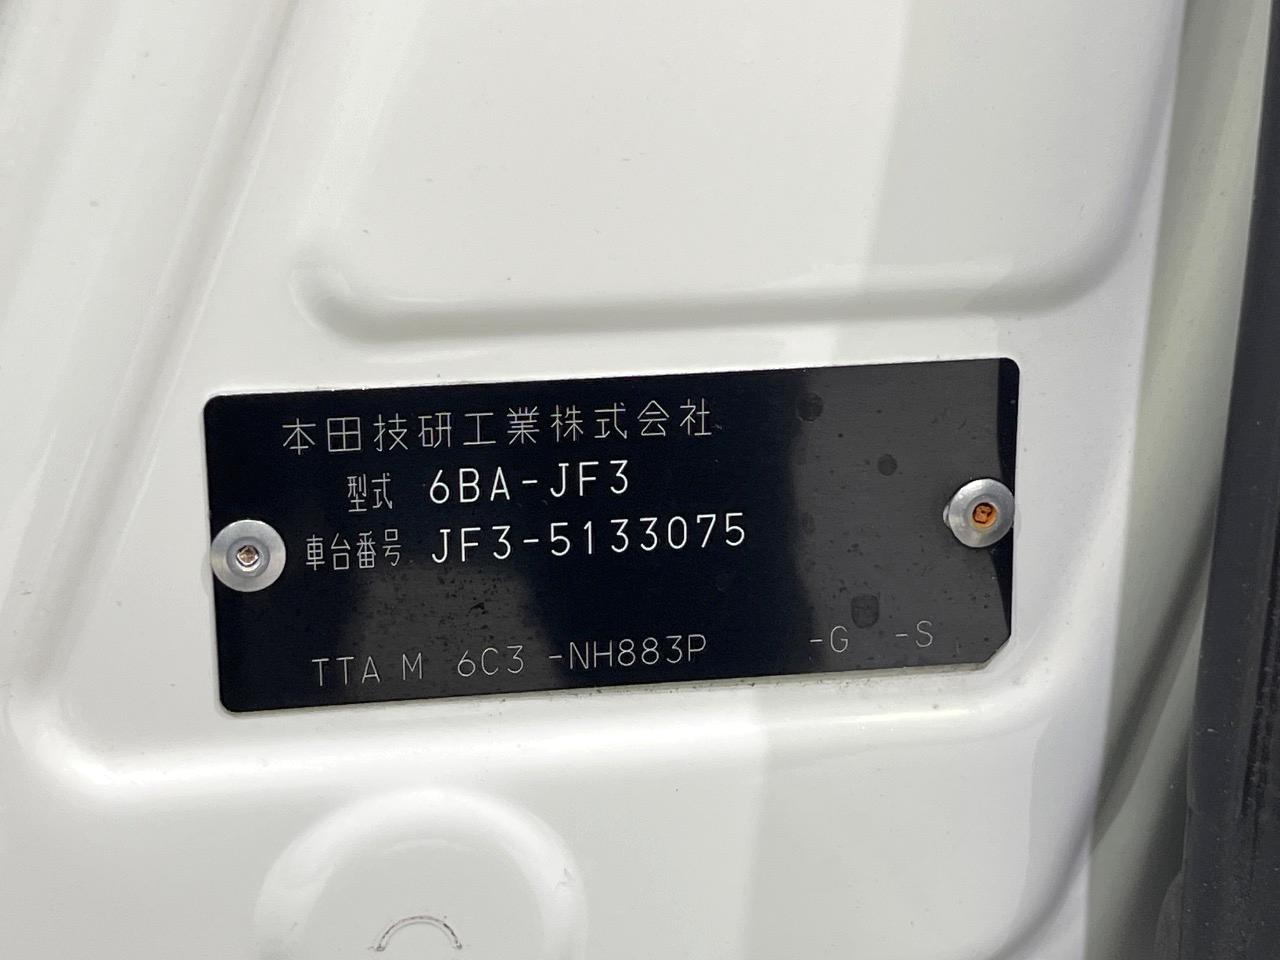 本田技研工業株式会社
型式 6BA-JF3
車台番号 JF3-5133075
TTA M 6C3 -NH883P -G -S